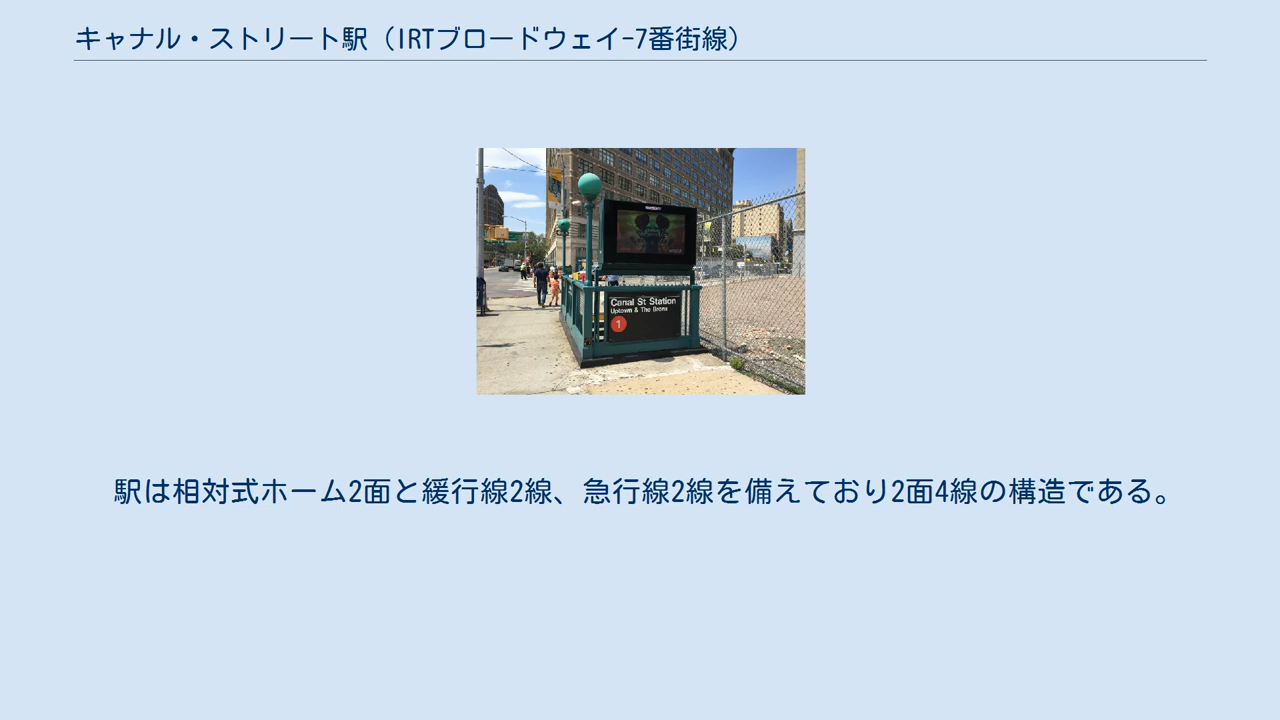 キャナル・ストリート駅（IRTブロードウェイ-7番街線）
Canal St Station
Uptown & The Bronx
1
駅は相対式ホーム2面と緩行線2線、急行線2線を備えており2面4線の構造である。